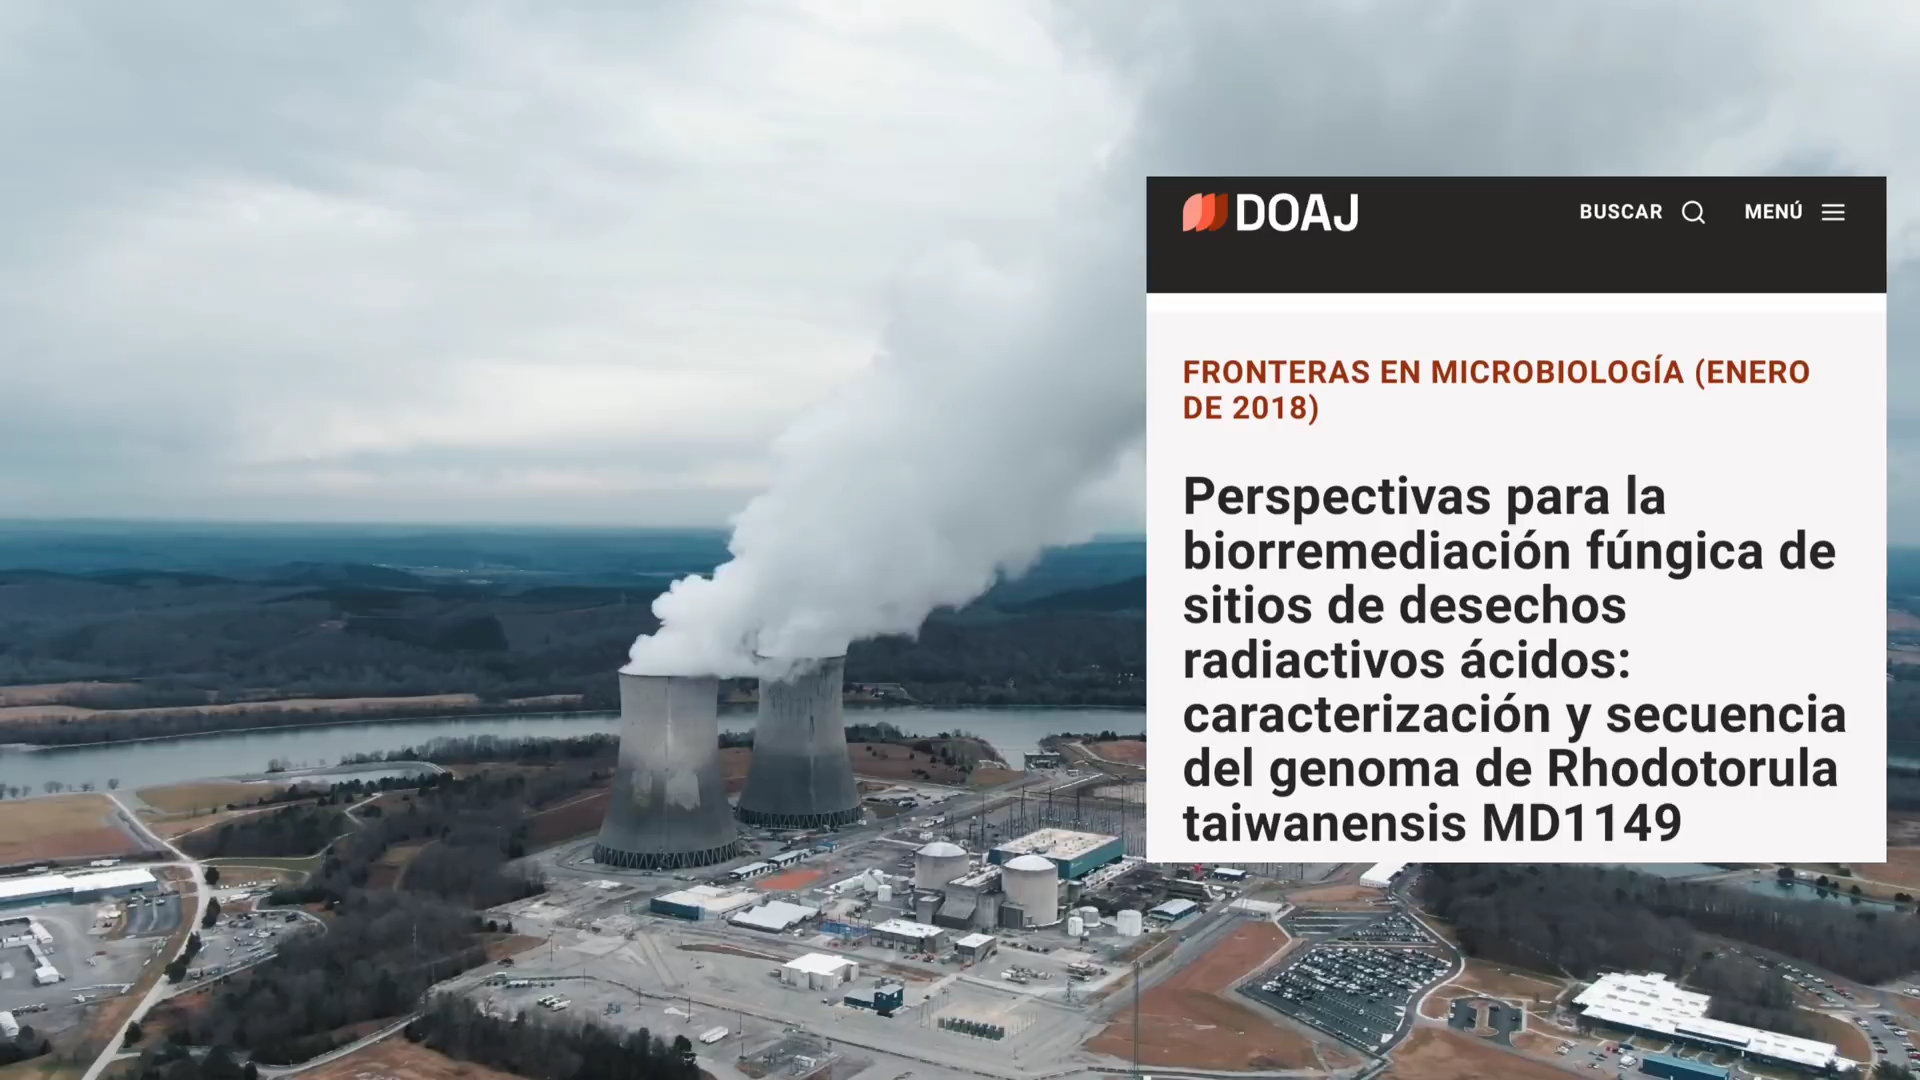 DOAJ
BUSCAR
MENÚ
FRONTERAS EN MICROBIOLOGÍA (ENERO
DE 2018)
Perspectivas para la
biorremediación fúngica de
sitios de desechos
radiactivos ácidos:
caracterización y secuencia
del genoma de Rhodotorula
taiwanensis MD1149